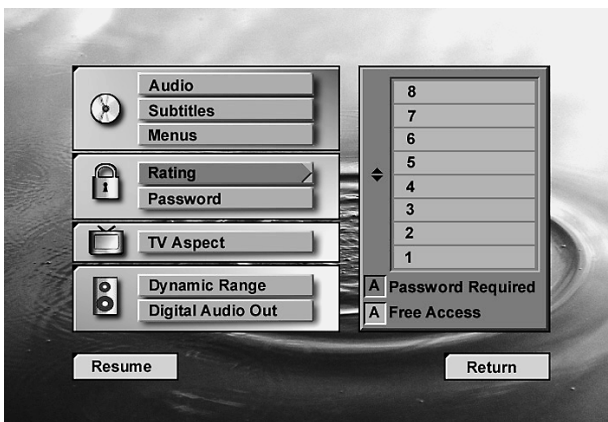 Audio
Subtitles
Menus
Rating
Password
TV Aspect
Dynamic Range
Digital Audio Out
8
7
6
5
4
3
2
1
A Password Required
A Free Access
Resume
Return